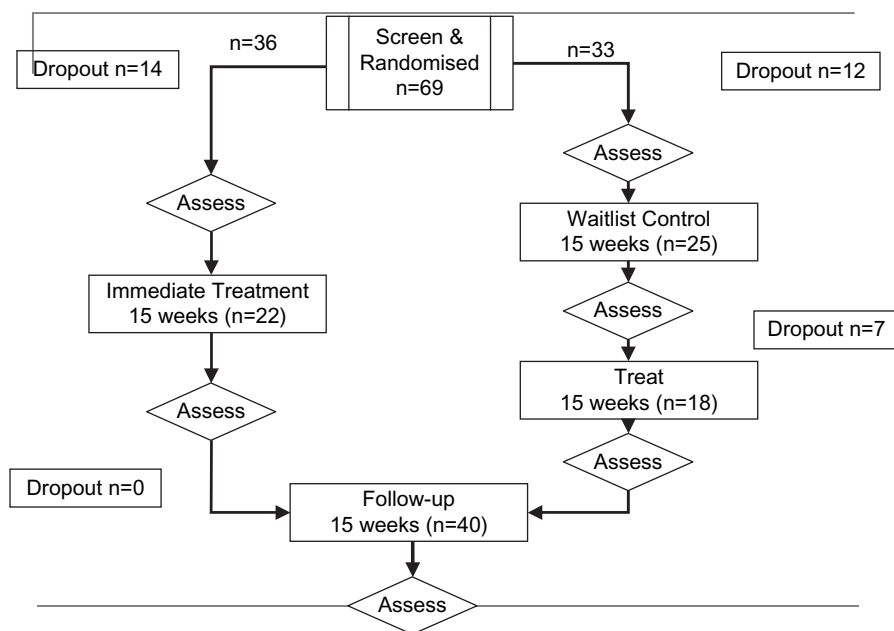 n=36
Screen &
Randomised
n=69
n=33
Dropout n=14
Dropout n=12
Assess
Assess
Waitlist Control
15 weeks (n=25)
Immediate Treatment
15 weeks (n=22)
Assess
Dropout n=7
Treat
15 weeks (n=18)
Assess
Assess
Dropout n=0
Follow-up
15 weeks (n=40)
Assess